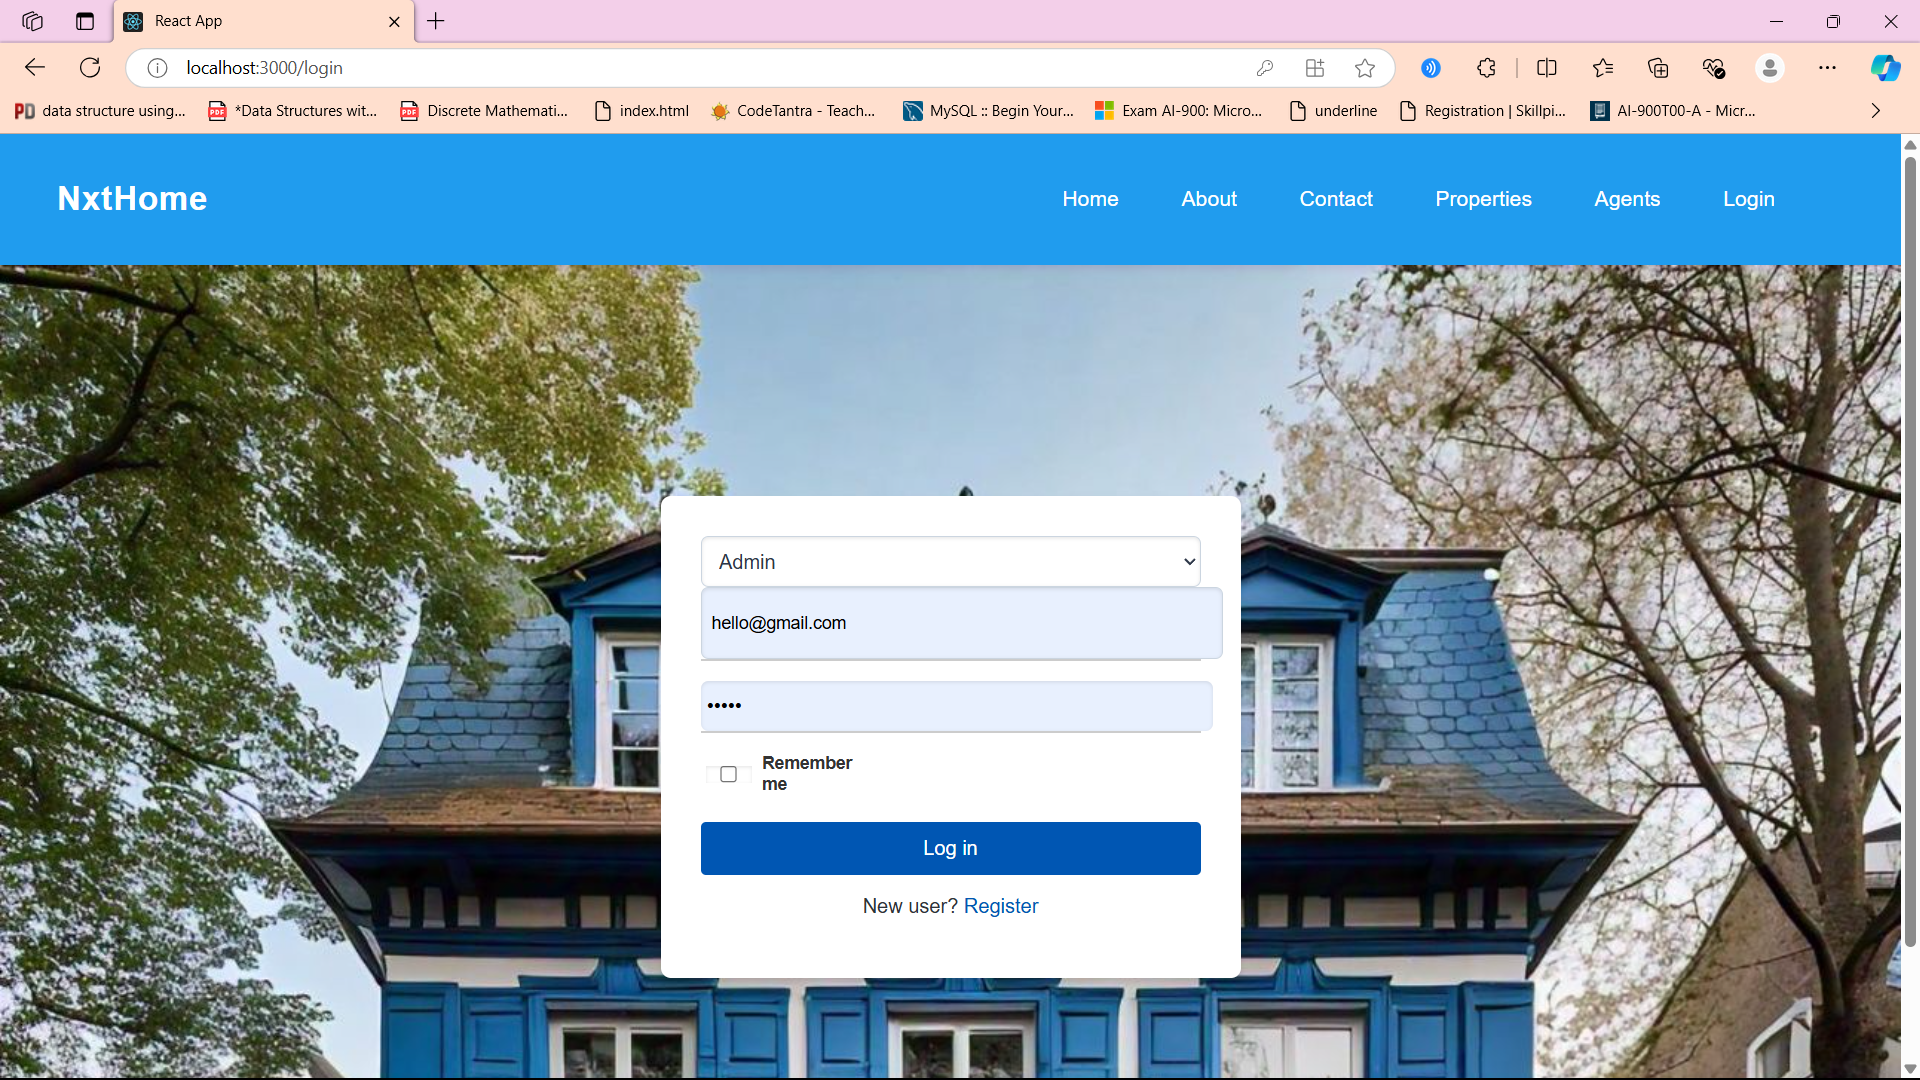 React App
localhost:3000/login
data structure using...
*Data Structures wit...
Discrete Mathemati...
index.html
CodeTantra - Teach...
MySQL :: Begin Your...
Exam AI-900: Micro...
underline
Registration | Skillpi...
AI-900T00-A - Micr...
NxtHome
Home
About
Contact
Properties
Agents
Login
Admin
hello@gmail.com
•••••
Remember
me
Log in
New user? Register